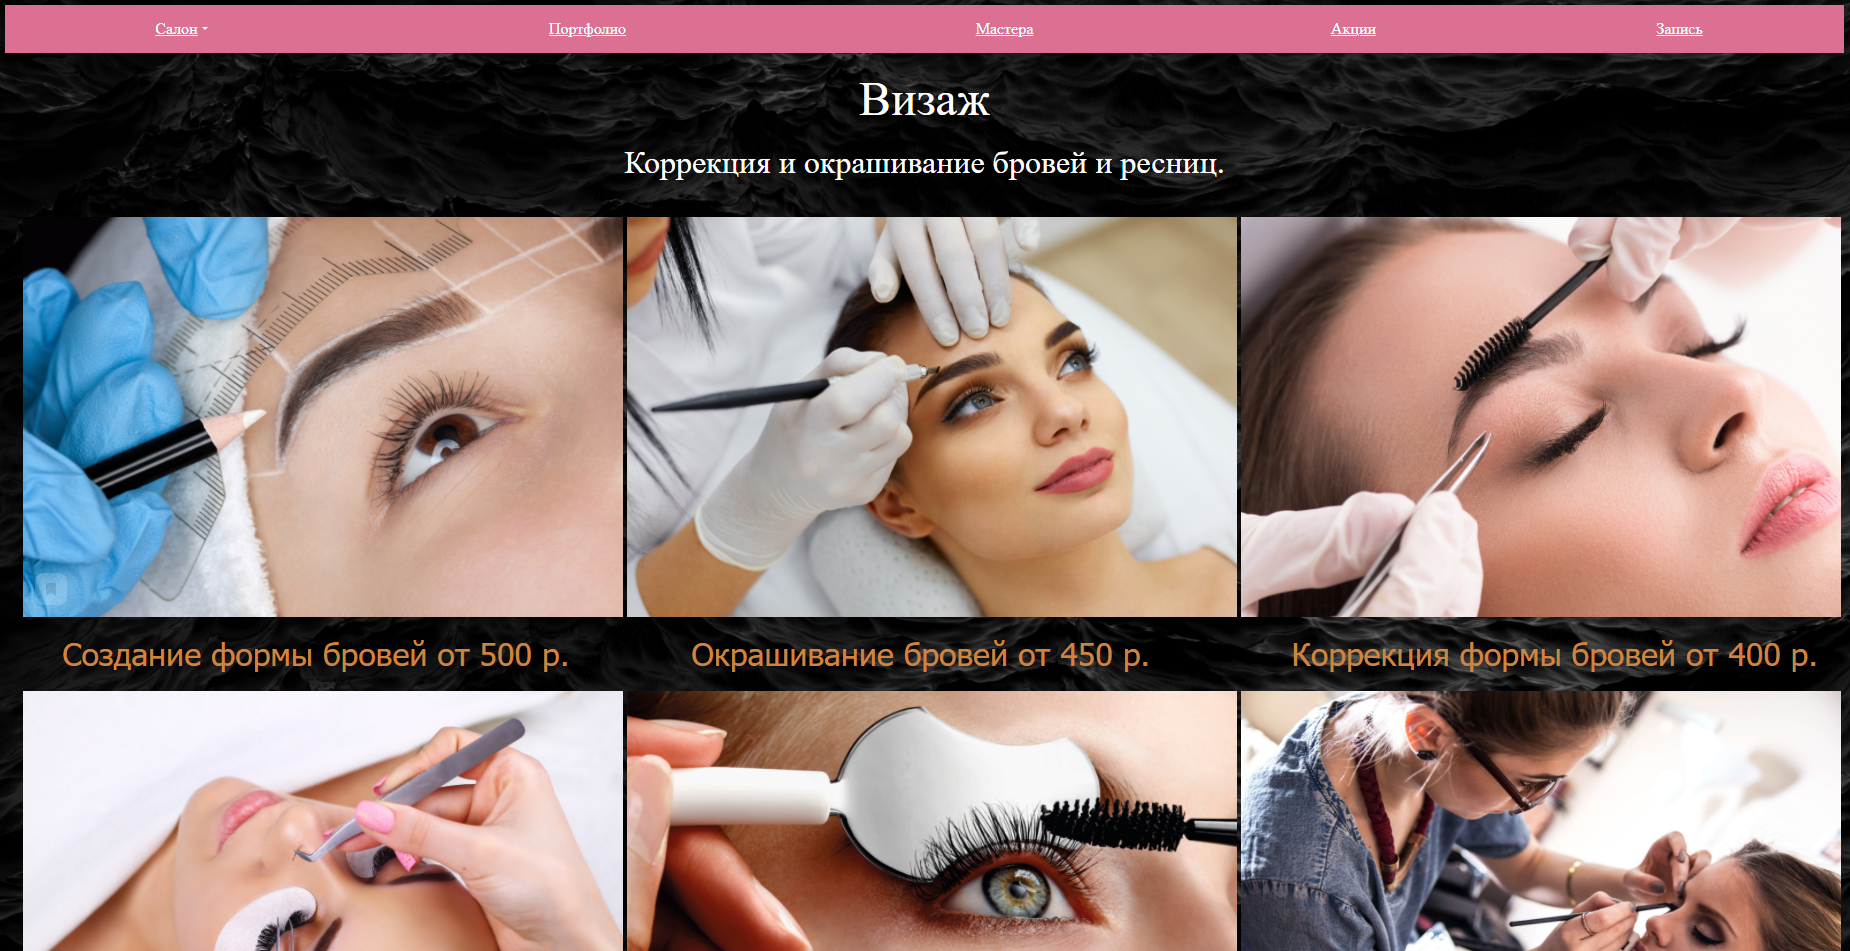 Салон
Портфолио
Мастера
Акции
Запись
Визаж
Коррекция и окрашивание бровей и ресниц.
Создание формы бровей от 500 р.
Окрашивание бровей от 450 р.
Коррекция формы бровей от 400 р.